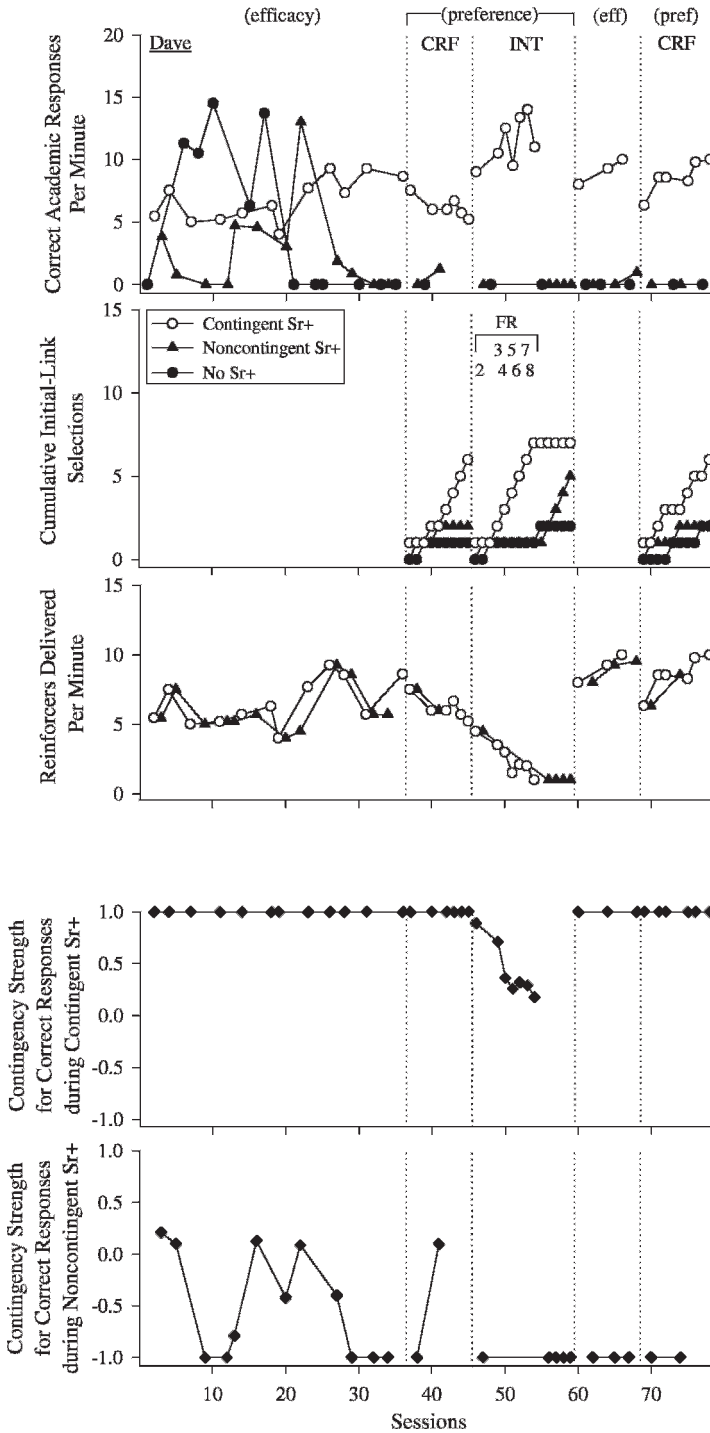 (efficacy)
(preference)
(eff)
(pref)
Dave
CRF
INT
CRF
Correct Academic Responses
Per Minute
20
15
10
5
0
Contingent Sr+
Noncontingent Sr+
No Sr+
FR
3 5 7
2 4 6 8
Cumulative Initial-Link
Selections
15
10
5
0
Reinforcers Delivered
Per Minute
15
10
5
0
Contingency Strength
for Correct Responses
during Contingent Sr+
1.0
0.5
0.0
-0.5
-1.0
Contingency Strength
for Correct Responses
during Noncontingent Sr+
1.0
0.5
0.0
-0.5
-1.0
10 20 30 40 50 60 70
Sessions